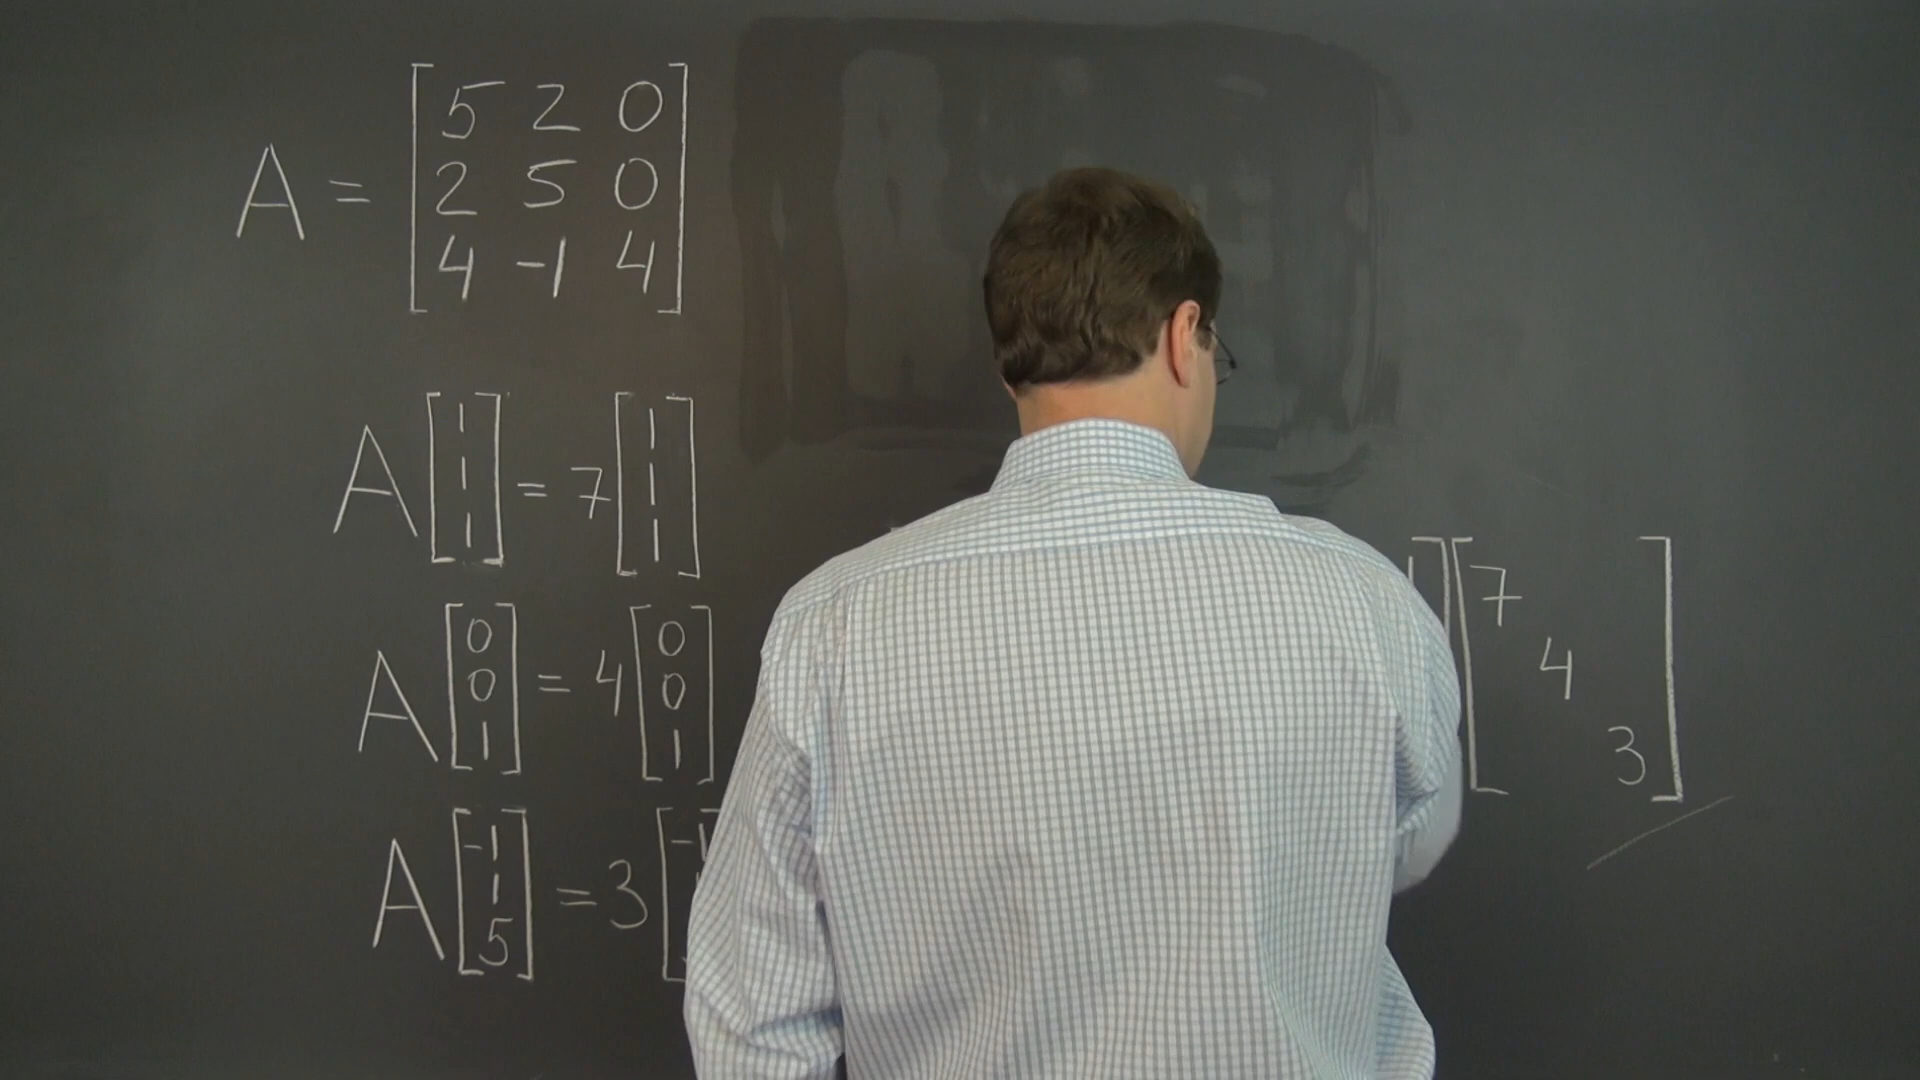 A = [5 2 0
2 5 0
4 -1 4]
A [1 1 1] = 7 [1 1 1]
A [0 0 1] = 4 [0 0 1]
A [-1 1 5] = 3 [-1
] [7
4
3]